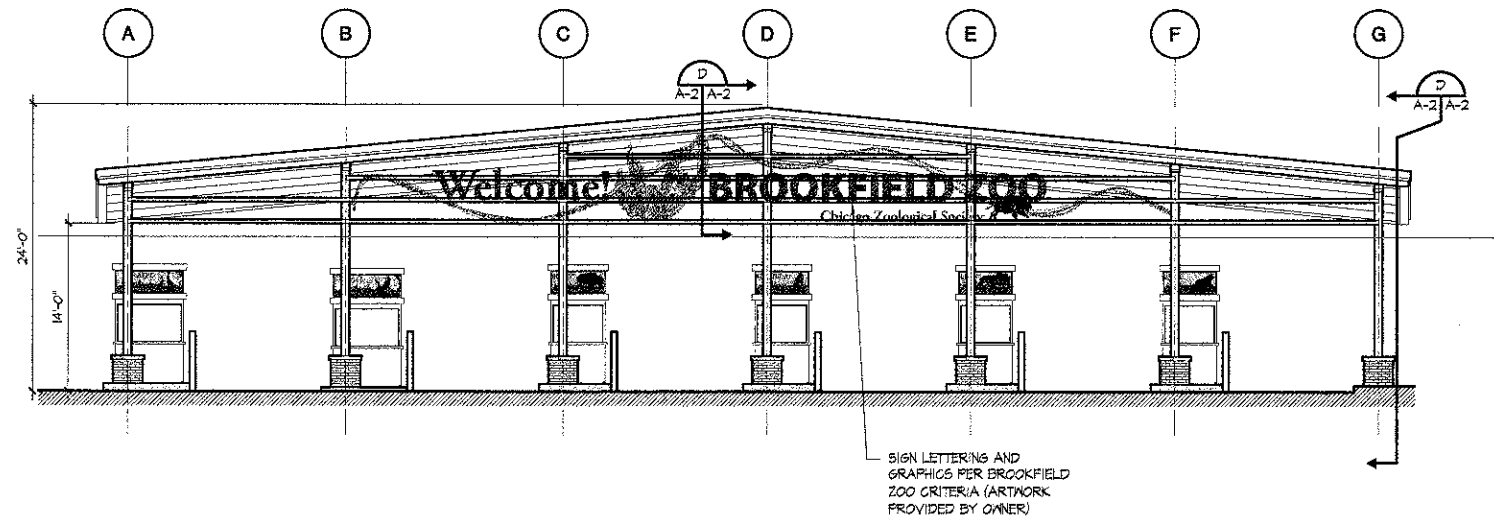 A B C D E F G
D
A-2 A-2
D
A-2 A-2
Welcome! BROOKFIELD ZOO
Chicago Zoological Society
24'-0"
14'-0"
SIGN LETTERING AND
GRAPHICS PER BROOKFIELD
ZOO CRITERIA (ARTWORK
PROVIDED BY OWNER)